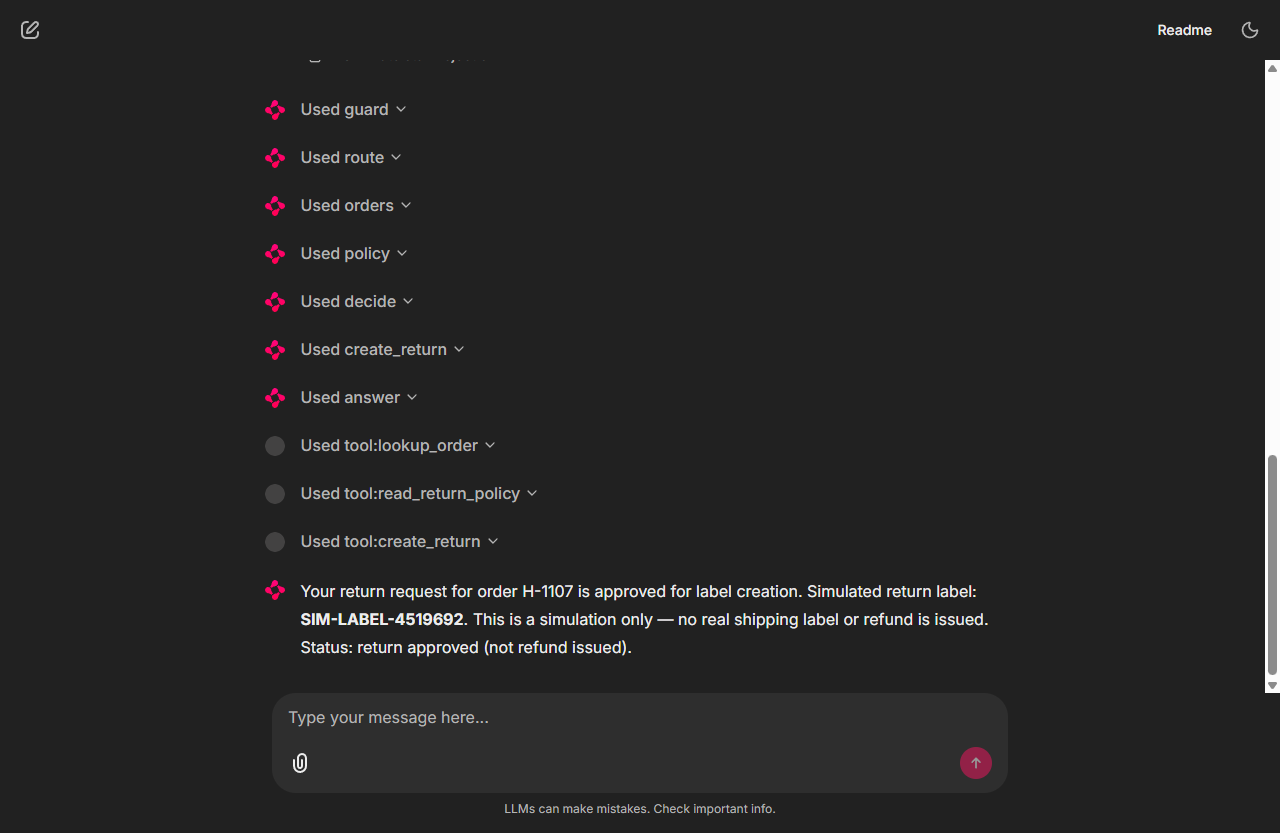 Readme
Used guard
Used route
Used orders
Used policy
Used decide
Used create_return
Used answer
Used tool:lookup_order
Used tool:read_return_policy
Used tool:create_return
Your return request for order H-1107 is approved for label creation. Simulated return label:
SIM-LABEL-4519692. This is a simulation only — no real shipping label or refund is issued.
Status: return approved (not refund issued).
Type your message here...
LLMs can make mistakes. Check important info.